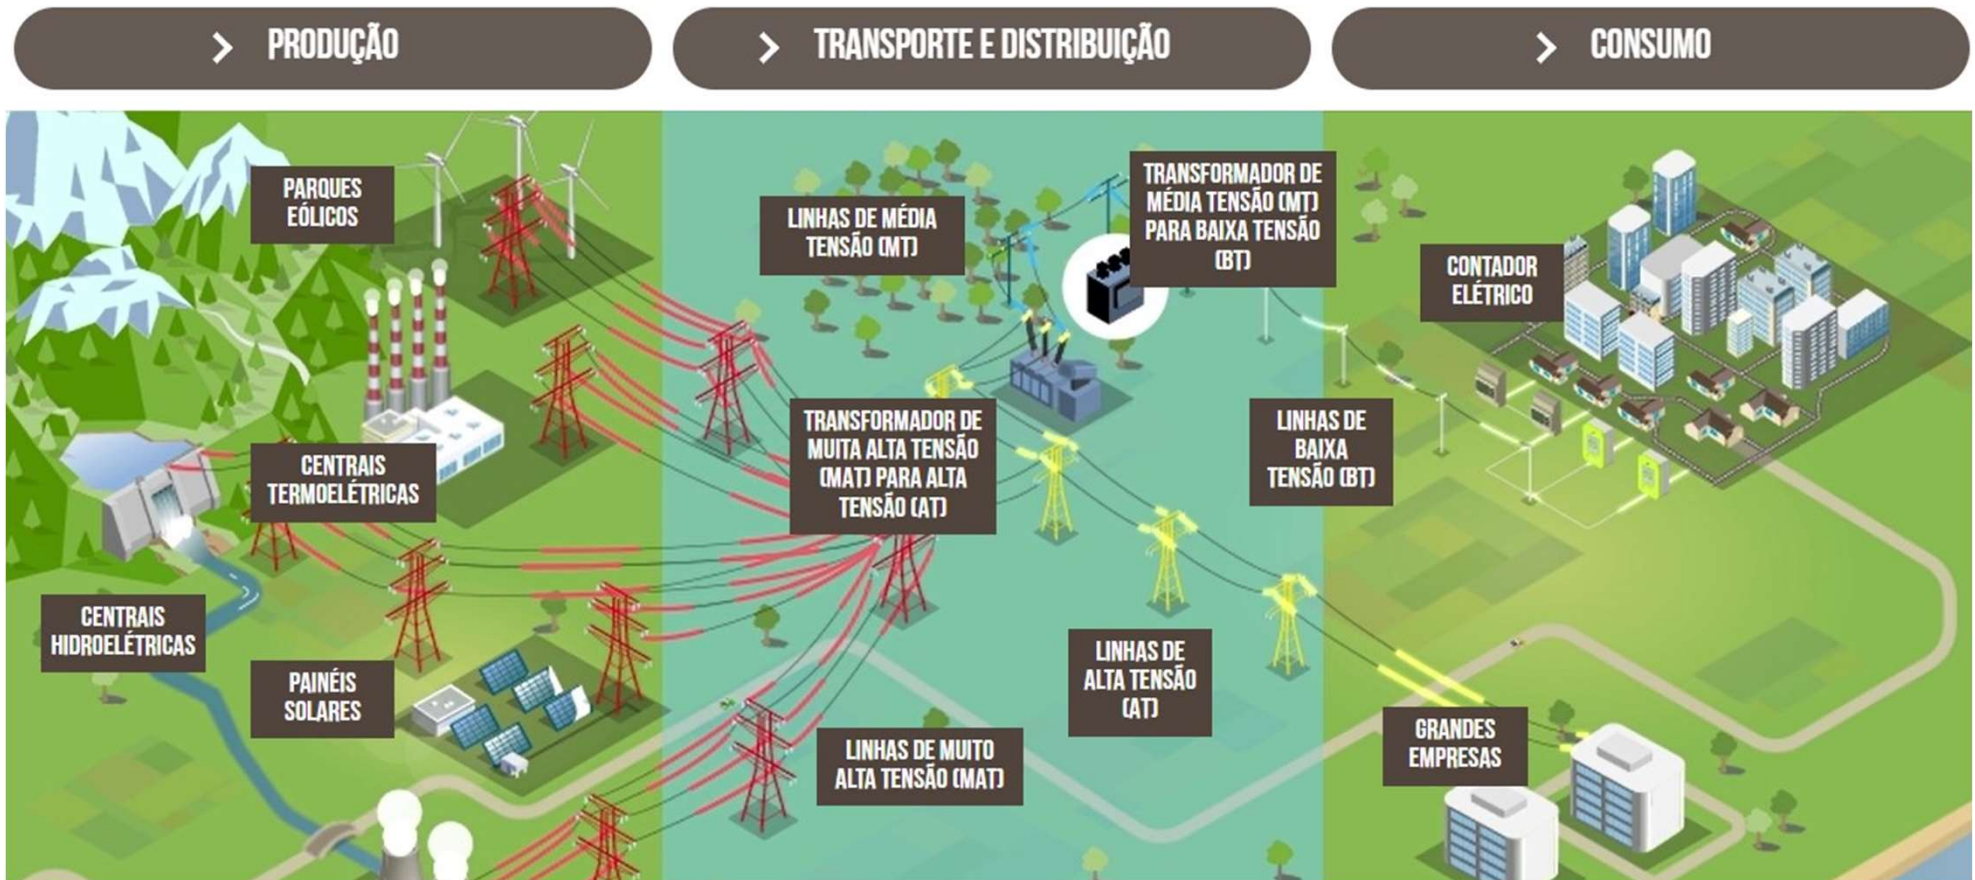 PRODUÇÃO
TRANSPORTE E DISTRIBUIÇÃO
CONSUMO
PARQUES
EÓLICOS
CENTRAIS
TERMOELÉTRICAS
CENTRAIS
HIDROELÉTRICAS
PAINÉIS
SOLARES
LINHAS DE MÉDIA
TENSÃO (MT)
TRANSFORMADOR DE
MÉDIA TENSÃO (MT)
PARA BAIXA TENSÃO
(BT)
TRANSFORMADOR DE
MUITA ALTA TENSÃO
(MAT) PARA ALTA
TENSÃO (AT)
LINHAS DE
ALTA TENSÃO
(AT)
LINHAS DE MUITO
ALTA TENSÃO (MAT)
CONTADOR
ELÉTRICO
LINHAS DE
BAIXA
TENSÃO (BT)
GRANDES
EMPRESAS